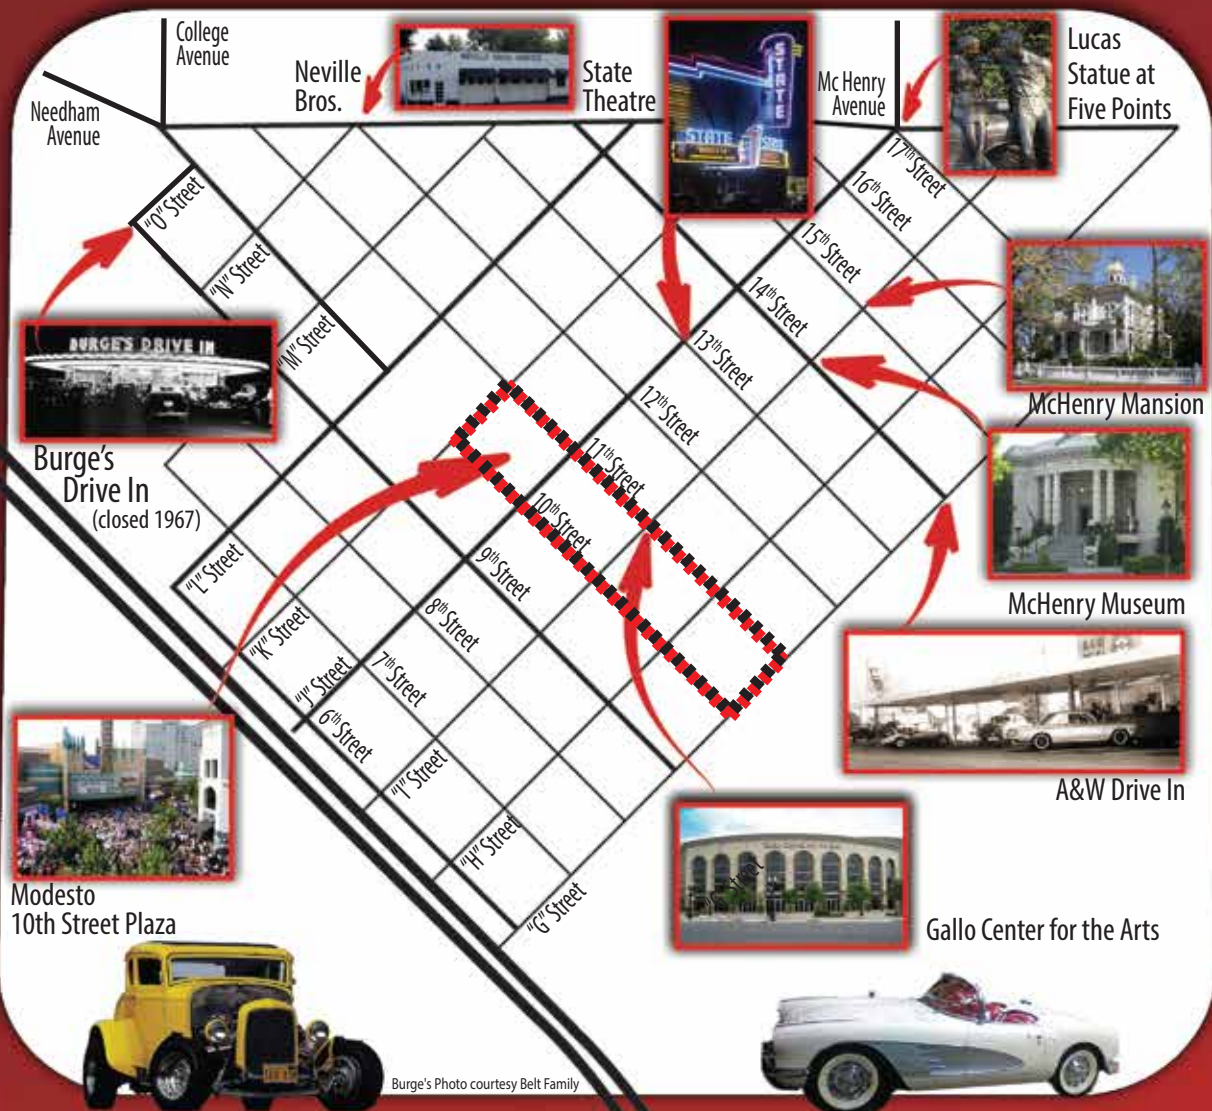 College
Avenue
Needham
Avenue
Neville
Bros.
State
Theatre
STATE
STATE
Mc Henry
Avenue
Lucas
Statue at
Five Points
17th Street
16th Street
15th Street
14th Street
13th Street
12th Street
11th Street
10th Street
9th Street
8th Street
7th Street
6th Street
"O" Street
"N" Street
"M" Street
"L" Street
"K" Street
"J" Street
"I" Street
"H" Street
"G" Street
BURGE'S DRIVE IN
Burge's
Drive In
(closed 1967)
McHenry Mansion
McHenry Museum
A&W Drive In
Gallo Center for the Arts
Modesto
10th Street Plaza
Burge's Photo courtesy Belt Family